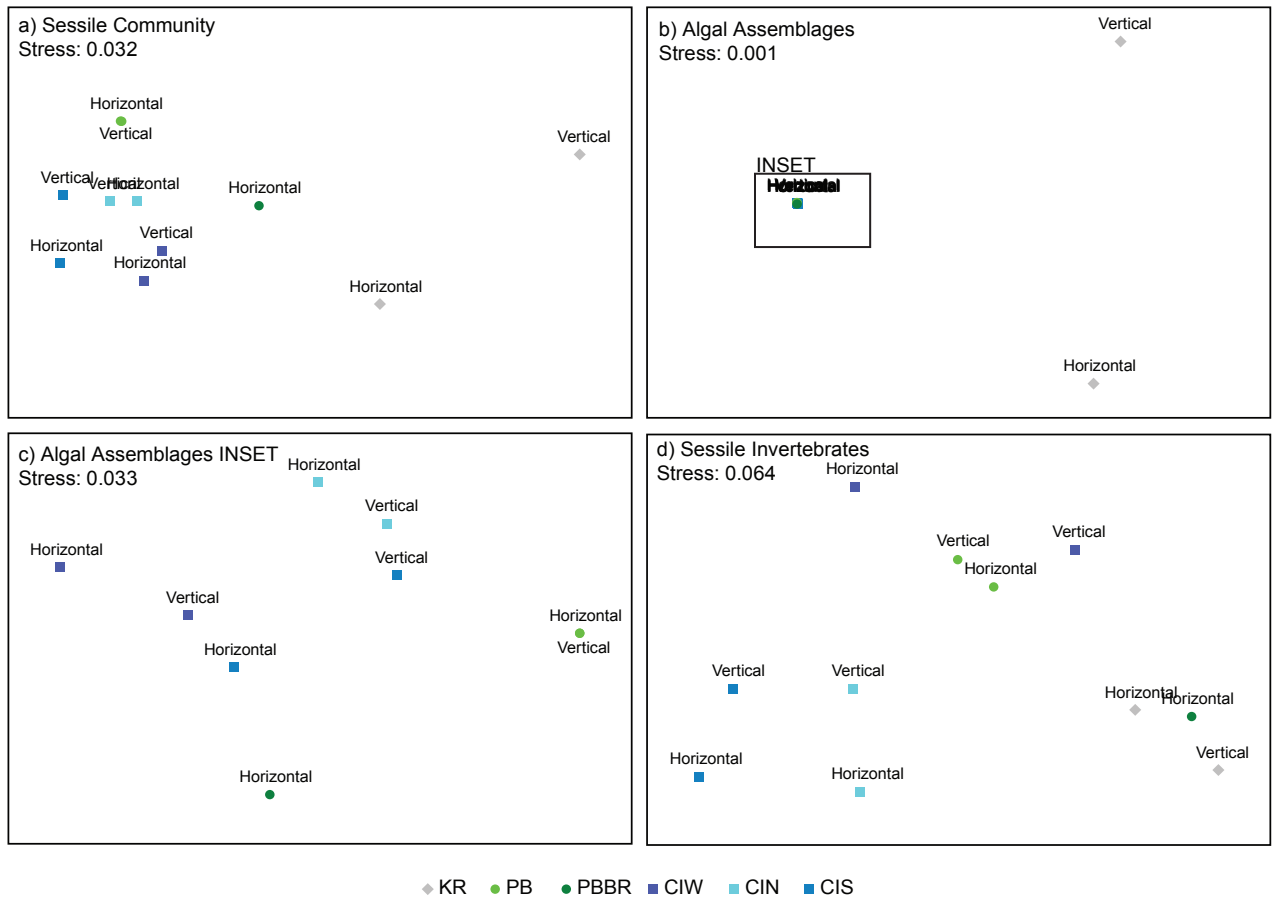 a) Sessile Community
Stress: 0.032
Horizontal
Vertical
Vertical
Vertical
Vertical
Horizontal
Horizontal
Vertical
Horizontal
Horizontal
Horizontal
b) Algal Assemblages
Stress: 0.001
Vertical
INSET
Horizontal
c) Algal Assemblages INSET
Stress: 0.033
Horizontal
Vertical
Horizontal
Vertical
Vertical
Horizontal
Vertical
Horizontal
Horizontal
d) Sessile Invertebrates
Stress: 0.064
Horizontal
Vertical
Vertical
Horizontal
Vertical
Vertical
Horizontal
Horizontal
Vertical
Horizontal
Horizontal
KR PB PBBR CIW CIN CIS